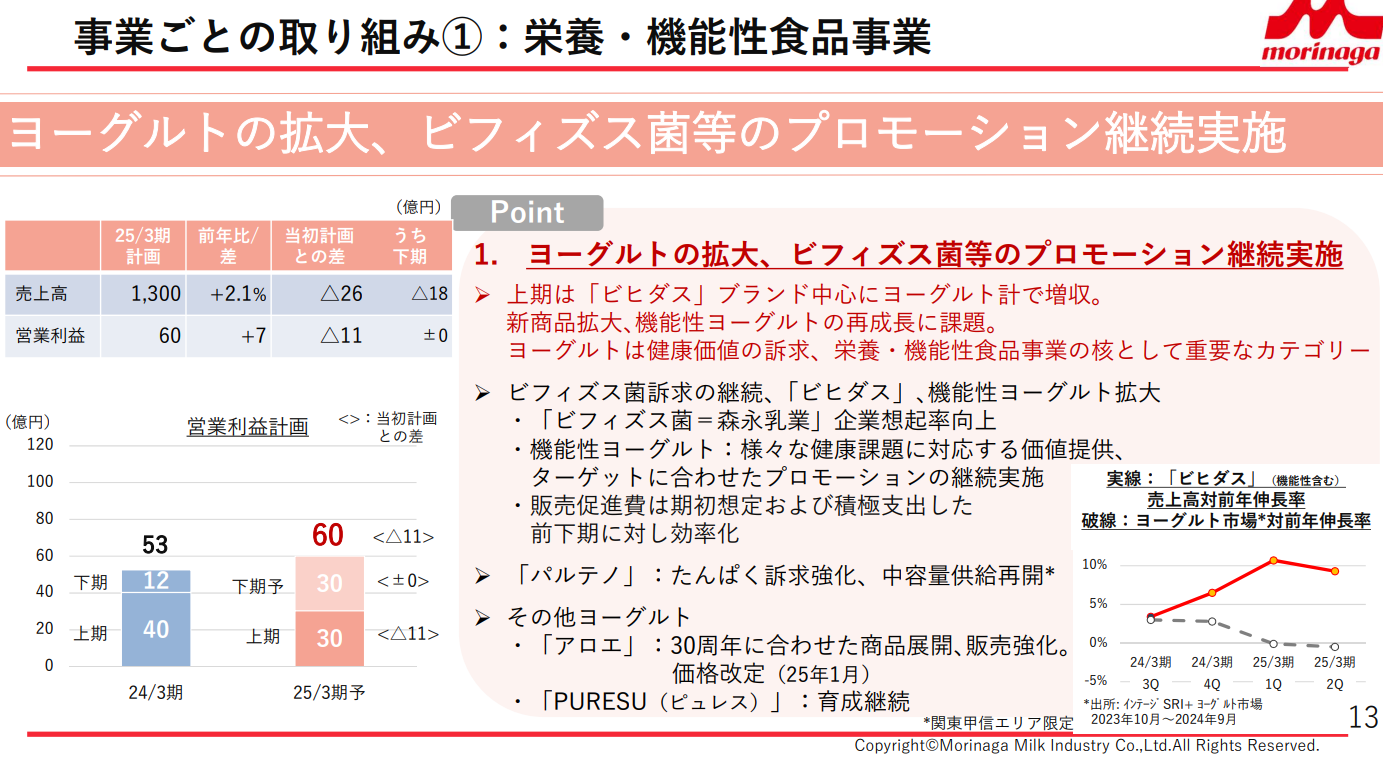 事業ごとの取り組み①：栄養・機能性食品事業
morinaga
ヨーグルトの拡大、ビフィズス菌等のプロモーション継続実施
（億円）
25/3期計画 前年比/差 当初計画との差 うち下期
売上高 1,300 +2.1% △26 △18
営業利益 60 +7 △11 ±0
（億円）
営業利益計画
<>：当初計画
との差
120
100
80
60
40
20
0
53
下期 12
上期 40
24/3期
60 <△11>
下期予 30 <±0>
上期 30 <△11>
25/3期予
Point
1. ヨーグルトの拡大、ビフィズス菌等のプロモーション継続実施
➢ 上期は「ビヒダス」ブランド中心にヨーグルト計で増収。
新商品拡大、機能性ヨーグルトの再成長に課題。
ヨーグルトは健康価値の訴求、栄養・機能性食品事業の核として重要なカテゴリー
➢ ビフィズス菌訴求の継続、「ビヒダス」、機能性ヨーグルト拡大
・「ビフィズス菌＝森永乳業」企業想起率向上
・機能性ヨーグルト：様々な健康課題に対応する価値提供、
ターゲットに合わせたプロモーションの継続実施
・販売促進費は期初想定および積極支出した
前下期に対し効率化
➢ 「パルテノ」：たんぱく訴求強化、中容量供給再開*
➢ その他ヨーグルト
・「アロエ」：30周年に合わせた商品展開、販売強化。
価格改定（25年1月）
・「PURESU（ピュレス）」：育成継続
*関東甲信エリア限定
実線：「ビヒダス」（機能性含む）
売上高対前年伸長率
破線：ヨーグルト市場*対前年伸長率
10%
5%
0%
-5%
24/3期 24/3期 25/3期 25/3期
3Q 4Q 1Q 2Q
*出所: ｲﾝﾃｰｼﾞSRI+ ﾖｰｸﾞﾙﾄ市場
2023年10月～2024年9月
13
Copyright©Morinaga Milk Industry Co.,Ltd.All Rights Reserved.